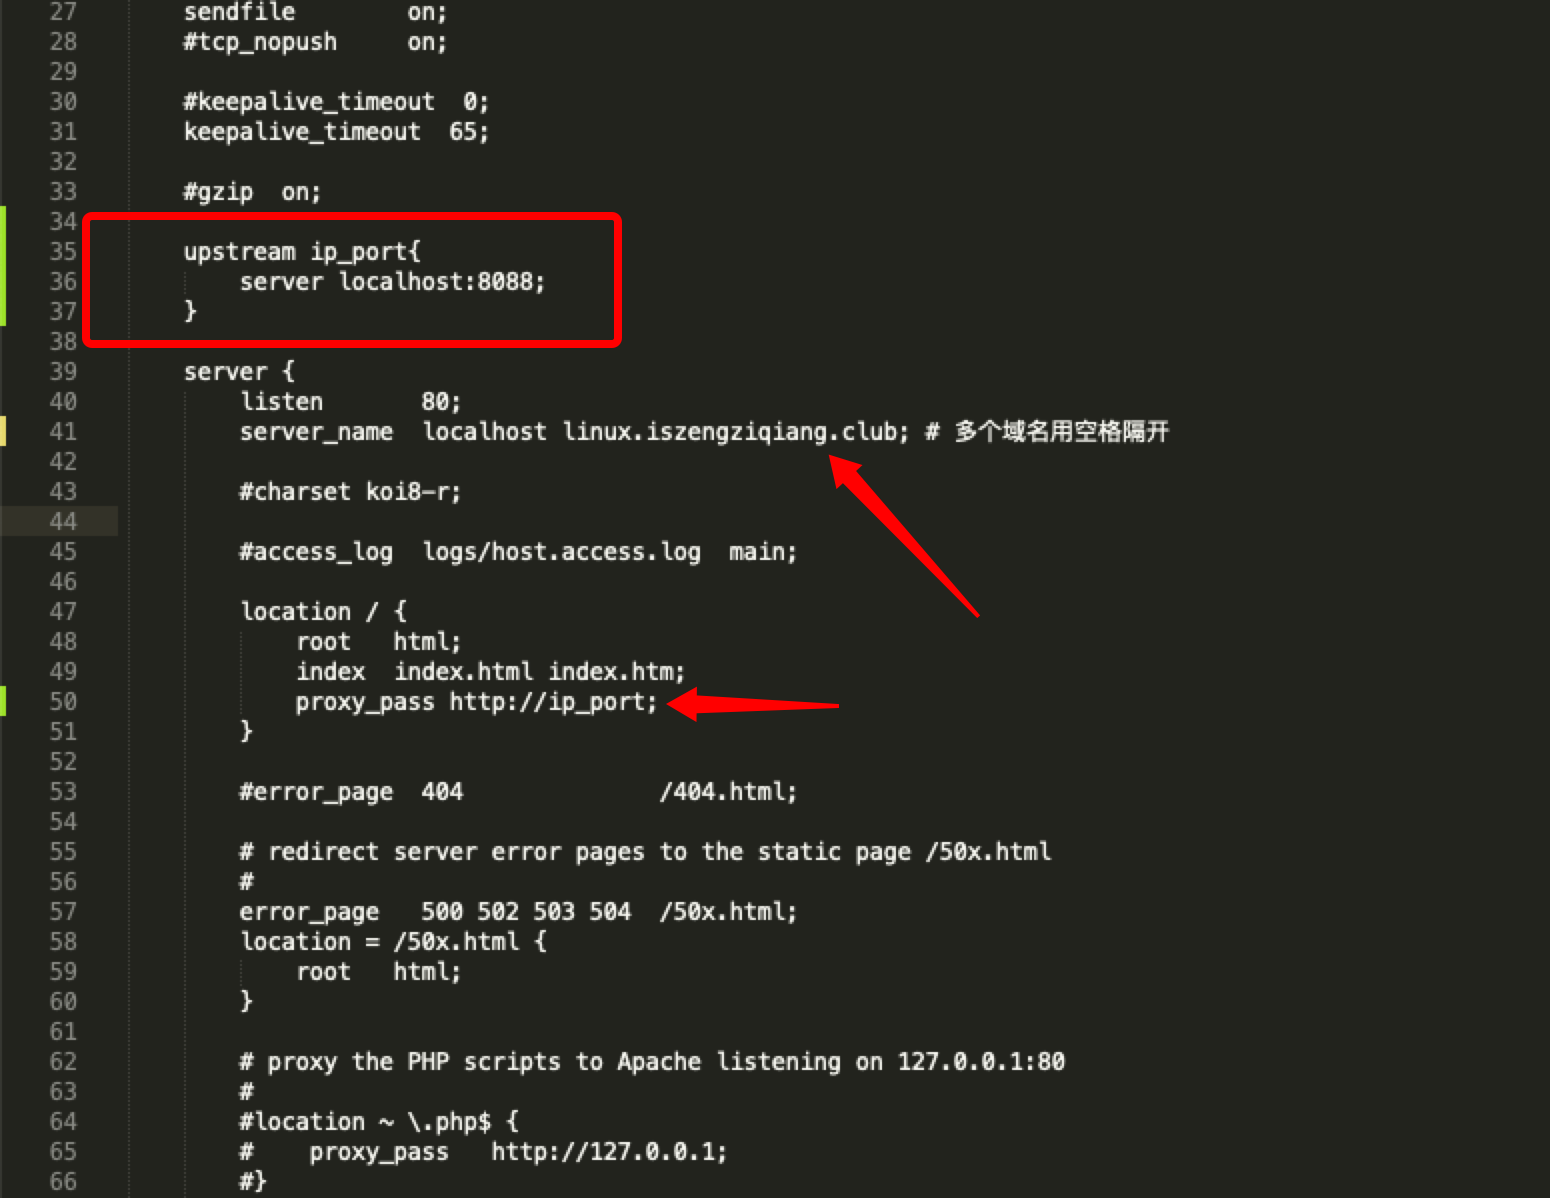 27 sendfile        on;
28 #tcp_nopush     on;
29
30 #keepalive_timeout  0;
31 keepalive_timeout  65;
32
33 #gzip  on;
34
35 upstream ip_port{
36     server localhost:8088;
37 }
38
39 server {
40     listen       80;
41     server_name  localhost linux.iszengziqiang.club; # 多个域名用空格隔开
42
43     #charset koi8-r;
44
45     #access_log  logs/host.access.log  main;
46
47     location / {
48         root   html;
49         index  index.html index.htm;
50         proxy_pass http://ip_port;
51     }
52
53     #error_page  404              /404.html;
54
55     # redirect server error pages to the static page /50x.html
56     #
57     error_page   500 502 503 504  /50x.html;
58     location = /50x.html {
59         root   html;
60     }
61
62     # proxy the PHP scripts to Apache listening on 127.0.0.1:80
63     #
64     #location ~ \.php$ {
65     #    proxy_pass   http://127.0.0.1;
66     #}